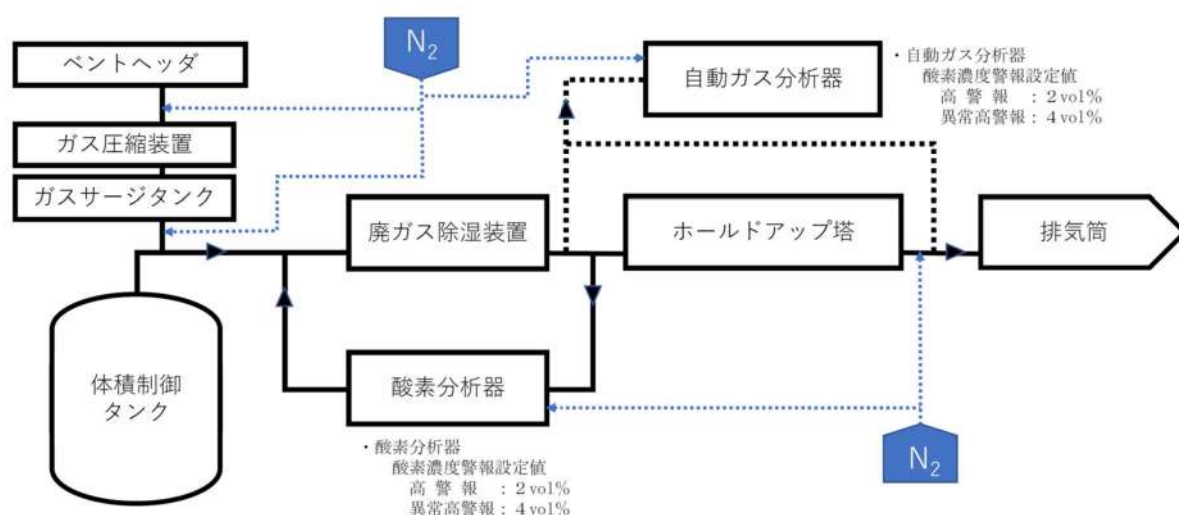 N₂
ベントヘッダ
ガス圧縮装置
ガスサージタンク
自動ガス分析器
・自動ガス分析器
酸素濃度警報設定値
高 警 報 : 2 vol%
異常高警報 : 4 vol%
廃ガス除湿装置
ホールドアップ塔
排気筒
体積制御
タンク
酸素分析器
・酸素分析器
酸素濃度警報設定値
高 警 報 : 2 vol%
異常高警報 : 4 vol%
N₂